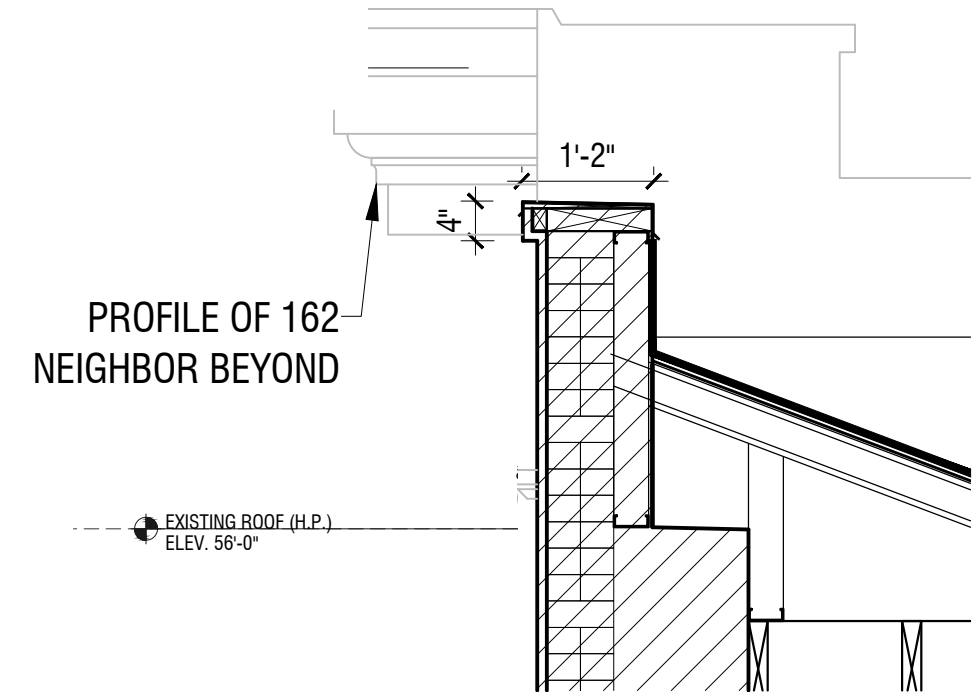 1'-2"
4"
PROFILE OF 162
NEIGHBOR BEYOND
EXISTING ROOF (H.P.)
ELEV. 56'-0"